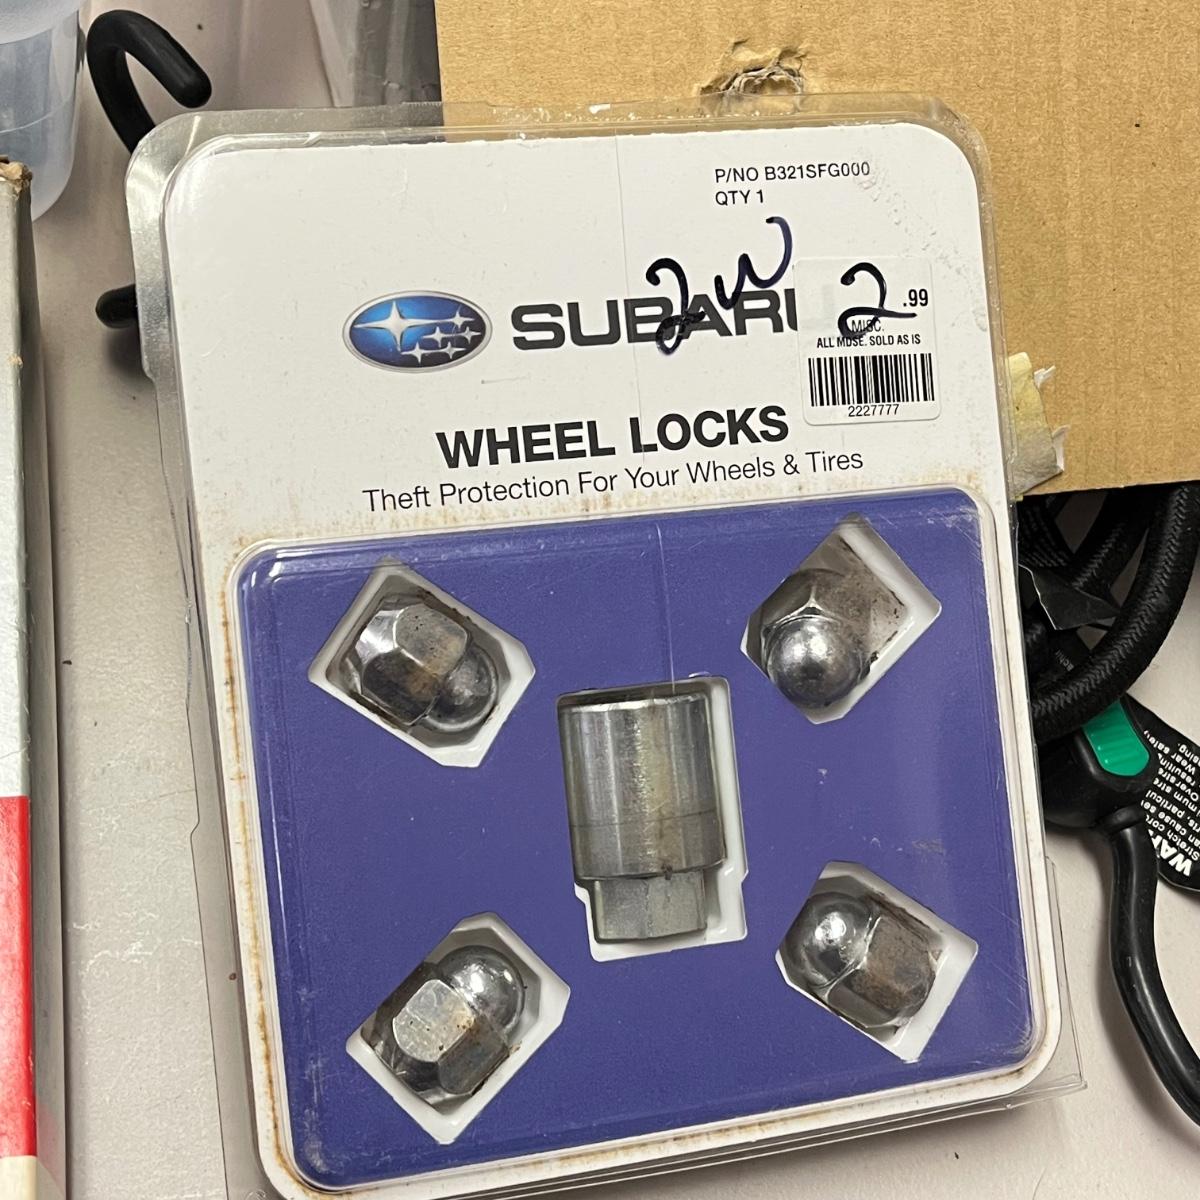 P/NO B321SFG000
QTY 1
2W
SUBARU
2.99
MISC.
ALL MDSE. SOLD AS IS
2227777
WHEEL LOCKS
Theft Protection For Your Wheels & Tires